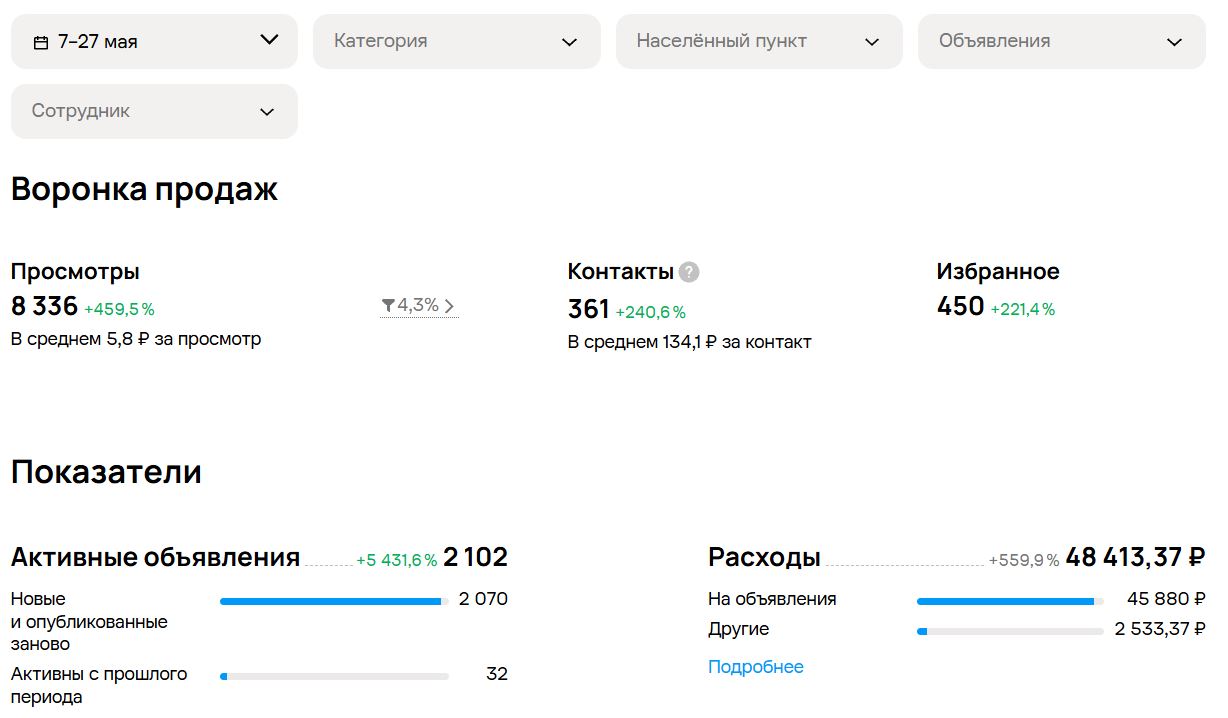 7–27 мая
Категория
Населённый пункт
Объявления
Сотрудник
Воронка продаж
Просмотры
8 336 +459,5 %
В среднем 5,8 ₽ за просмотр
4,3%
Контакты ?
361 +240,6 %
В среднем 134,1 ₽ за контакт
Избранное
450 +221,4 %
Показатели
Активные объявления +5 431,6 % 2 102
Новые
и опубликованные
заново
2 070
Активны с прошлого
периода
32
Расходы +559,9 % 48 413,37 ₽
На объявления 45 880 ₽
Другие 2 533,37 ₽
Подробнее